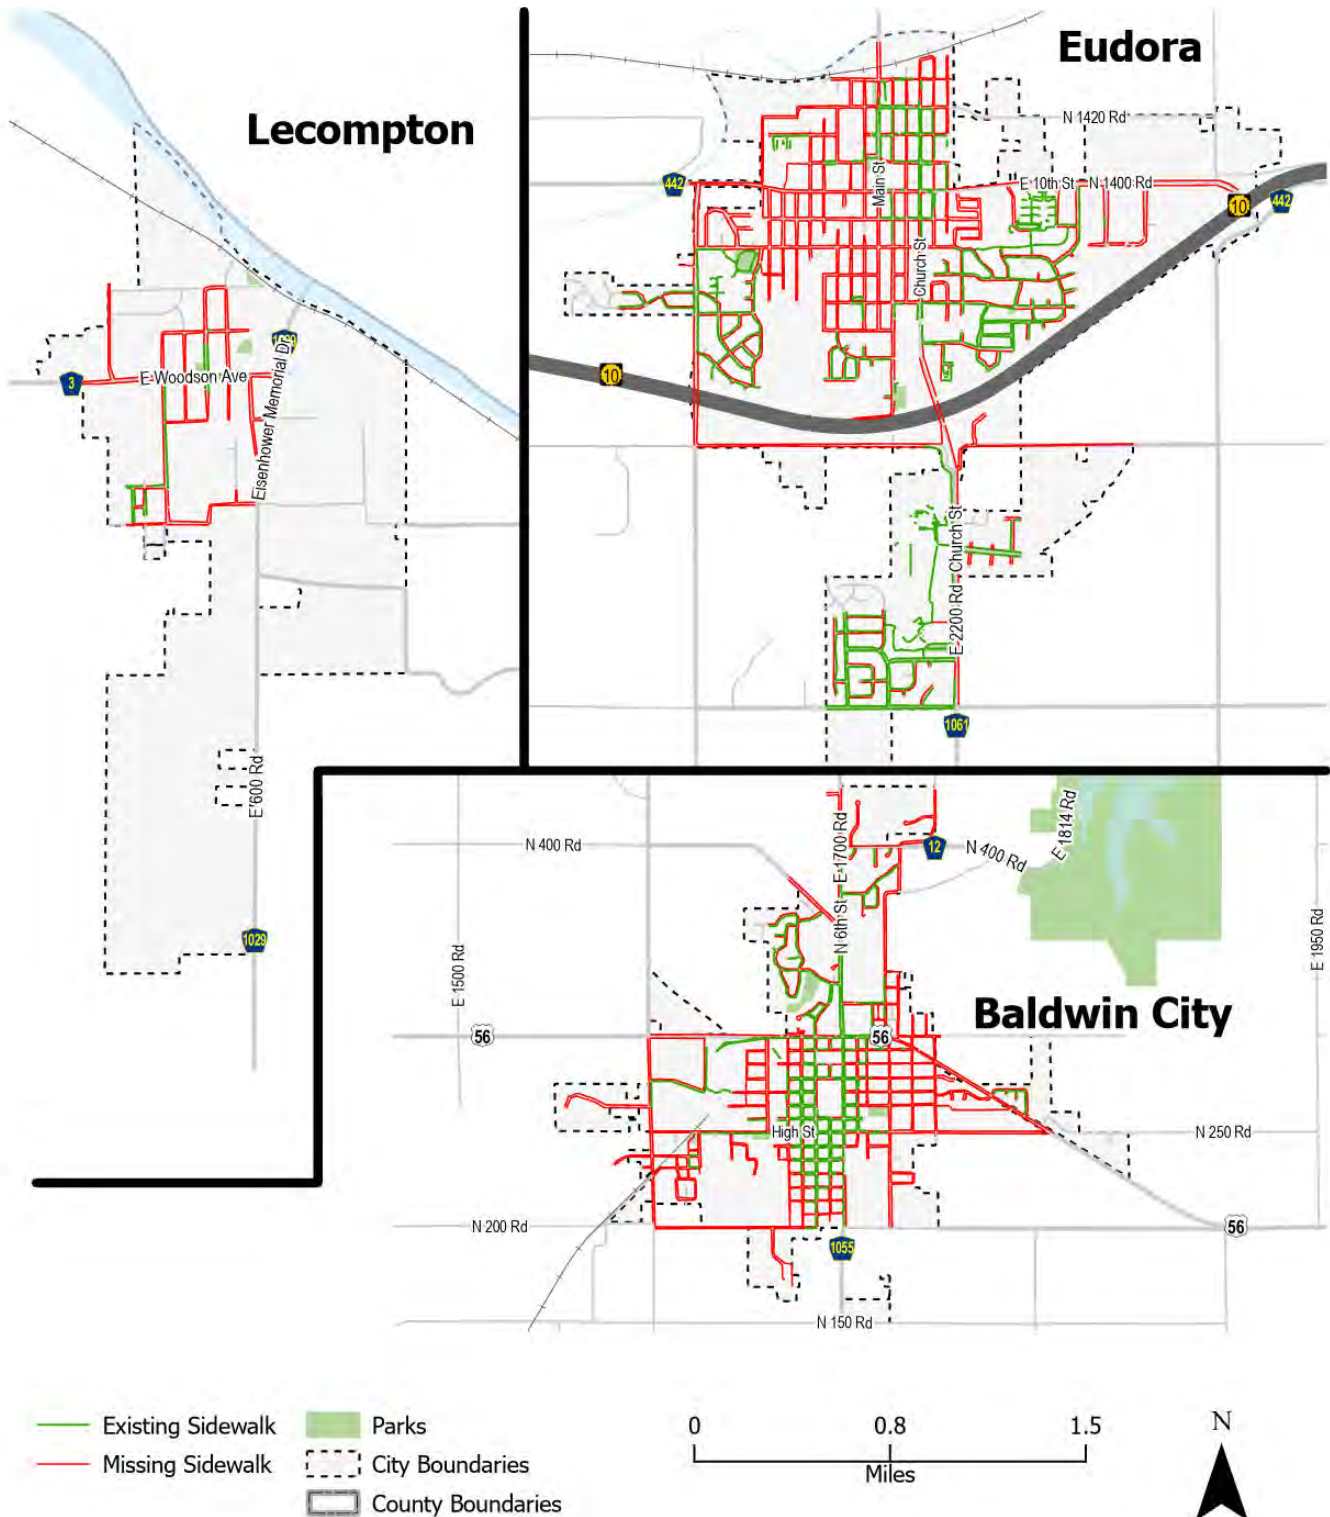 Lecompton
3
E Woodson Ave
Eisenhower Memorial Dr
E 600 Rd
1029
Eudora
N 1420 Rd
442
Main St
E 10th St
N 1400 Rd
10
442
Church St
10
Church St
E 2200 Rd
1061
Baldwin City
N 400 Rd
E 1700 Rd
12
N 400 Rd
E 1814 Rd
N 6th St
E 1500 Rd
E 1950 Rd
56
56
High St
N 250 Rd
N 200 Rd
56
1055
N 150 Rd
Existing Sidewalk
Missing Sidewalk
Parks
City Boundaries
County Boundaries
0 0.8 1.5
Miles
N